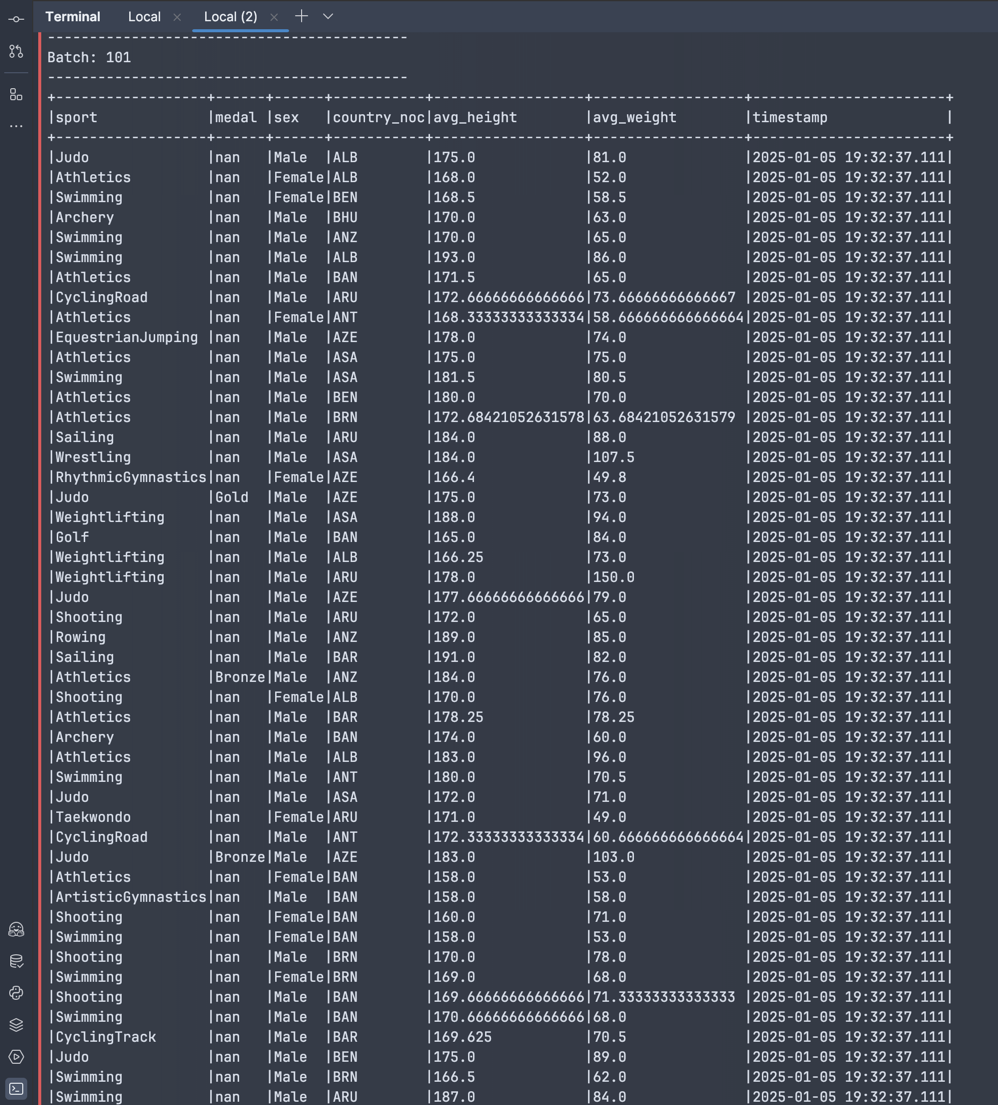 Terminal Local × Local (2) ×
-------------------------------------------
Batch: 101
-------------------------------------------
+------------------+------+------+-----------+------------------+------------------+-----------------------+
|sport             |medal |sex   |country_noc|avg_height        |avg_weight        |timestamp              |
+------------------+------+------+-----------+------------------+------------------+-----------------------+
|Judo              |nan   |Male  |ALB        |175.0             |81.0              |2025-01-05 19:32:37.111|
|Athletics         |nan   |Female|ALB        |168.0             |52.0              |2025-01-05 19:32:37.111|
|Swimming          |nan   |Female|BEN        |168.5             |58.5              |2025-01-05 19:32:37.111|
|Archery           |nan   |Male  |BHU        |170.0             |63.0              |2025-01-05 19:32:37.111|
|Swimming          |nan   |Male  |ANZ        |170.0             |65.0              |2025-01-05 19:32:37.111|
|Swimming          |nan   |Male  |ALB        |193.0             |86.0              |2025-01-05 19:32:37.111|
|Athletics         |nan   |Male  |BAN        |171.5             |65.0              |2025-01-05 19:32:37.111|
|CyclingRoad       |nan   |Male  |ARU        |172.66666666666666|73.66666666666667 |2025-01-05 19:32:37.111|
|Athletics         |nan   |Female|ANT        |168.33333333333334|58.666666666666664|2025-01-05 19:32:37.111|
|EquestrianJumping |nan   |Male  |AZE        |178.0             |74.0              |2025-01-05 19:32:37.111|
|Athletics         |nan   |Male  |ASA        |175.0             |75.0              |2025-01-05 19:32:37.111|
|Swimming          |nan   |Male  |ASA        |181.5             |80.5              |2025-01-05 19:32:37.111|
|Athletics         |nan   |Male  |BEN        |180.0             |70.0              |2025-01-05 19:32:37.111|
|Athletics         |nan   |Male  |BRN        |172.68421052631578|63.68421052631579 |2025-01-05 19:32:37.111|
|Sailing           |nan   |Male  |ARU        |184.0             |88.0              |2025-01-05 19:32:37.111|
|Wrestling         |nan   |Male  |ASA        |184.0             |107.5             |2025-01-05 19:32:37.111|
|RhythmicGymnastics|nan   |Female|AZE        |166.4             |49.8              |2025-01-05 19:32:37.111|
|Judo              |Gold  |Male  |AZE        |175.0             |73.0              |2025-01-05 19:32:37.111|
|Weightlifting     |nan   |Male  |ASA        |188.0             |94.0              |2025-01-05 19:32:37.111|
|Golf              |nan   |Male  |BAN        |165.0             |84.0              |2025-01-05 19:32:37.111|
|Weightlifting     |nan   |Male  |ALB        |166.25            |73.0              |2025-01-05 19:32:37.111|
|Weightlifting     |nan   |Male  |ARU        |178.0             |150.0             |2025-01-05 19:32:37.111|
|Judo              |nan   |Male  |AZE        |177.66666666666666|79.0              |2025-01-05 19:32:37.111|
|Shooting          |nan   |Male  |ARU        |172.0             |65.0              |2025-01-05 19:32:37.111|
|Rowing            |nan   |Male  |ANZ        |189.0             |85.0              |2025-01-05 19:32:37.111|
|Sailing           |nan   |Male  |BAR        |191.0             |82.0              |2025-01-05 19:32:37.111|
|Athletics         |Bronze|Male  |ANZ        |184.0             |76.0              |2025-01-05 19:32:37.111|
|Shooting          |nan   |Female|ALB        |170.0             |76.0              |2025-01-05 19:32:37.111|
|Athletics         |nan   |Male  |BAR        |178.25            |78.25             |2025-01-05 19:32:37.111|
|Archery           |nan   |Male  |BAN        |174.0             |60.0              |2025-01-05 19:32:37.111|
|Athletics         |nan   |Male  |ALB        |183.0             |96.0              |2025-01-05 19:32:37.111|
|Swimming          |nan   |Male  |ANT        |180.0             |70.5              |2025-01-05 19:32:37.111|
|Judo              |nan   |Male  |ASA        |172.0             |71.0              |2025-01-05 19:32:37.111|
|Taekwondo         |nan   |Female|ARU        |171.0             |49.0              |2025-01-05 19:32:37.111|
|CyclingRoad       |nan   |Male  |ANT        |172.33333333333334|60.666666666666664|2025-01-05 19:32:37.111|
|Judo              |Bronze|Male  |AZE        |183.0             |103.0             |2025-01-05 19:32:37.111|
|Athletics         |nan   |Female|BAN        |158.0             |53.0              |2025-01-05 19:32:37.111|
|ArtisticGymnastics|nan   |Male  |BAN        |158.0             |58.0              |2025-01-05 19:32:37.111|
|Shooting          |nan   |Female|BAN        |160.0             |71.0              |2025-01-05 19:32:37.111|
|Swimming          |nan   |Female|BAN        |158.0             |53.0              |2025-01-05 19:32:37.111|
|Shooting          |nan   |Male  |BRN        |170.0             |78.0              |2025-01-05 19:32:37.111|
|Swimming          |nan   |Female|BRN        |169.0             |68.0              |2025-01-05 19:32:37.111|
|Shooting          |nan   |Male  |BAN        |169.66666666666666|71.33333333333333 |2025-01-05 19:32:37.111|
|Swimming          |nan   |Male  |BAN        |170.66666666666666|68.0              |2025-01-05 19:32:37.111|
|CyclingTrack      |nan   |Male  |BAR        |169.625           |70.5              |2025-01-05 19:32:37.111|
|Judo              |nan   |Male  |BEN        |175.0             |89.0              |2025-01-05 19:32:37.111|
|Swimming          |nan   |Male  |BRN        |166.5             |62.0              |2025-01-05 19:32:37.111|
|Swimming          |nan   |Male  |ARU        |187.0             |84.0              |2025-01-05 19:32:37.111|